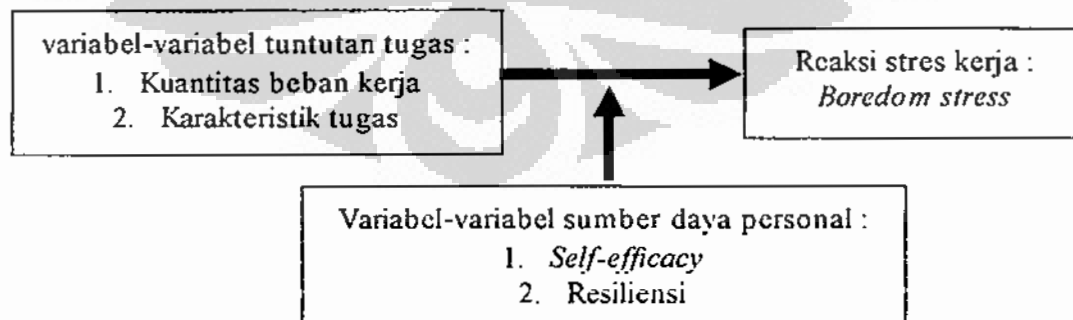 variabel-variabel tuntutan tugas :
1. Kuantitas beban kerja
2. Karakteristik tugas
Reaksi stres kerja :
Boredom stress
Variabel-variabel sumber daya personal :
1. Self-efficacy
2. Resiliensi